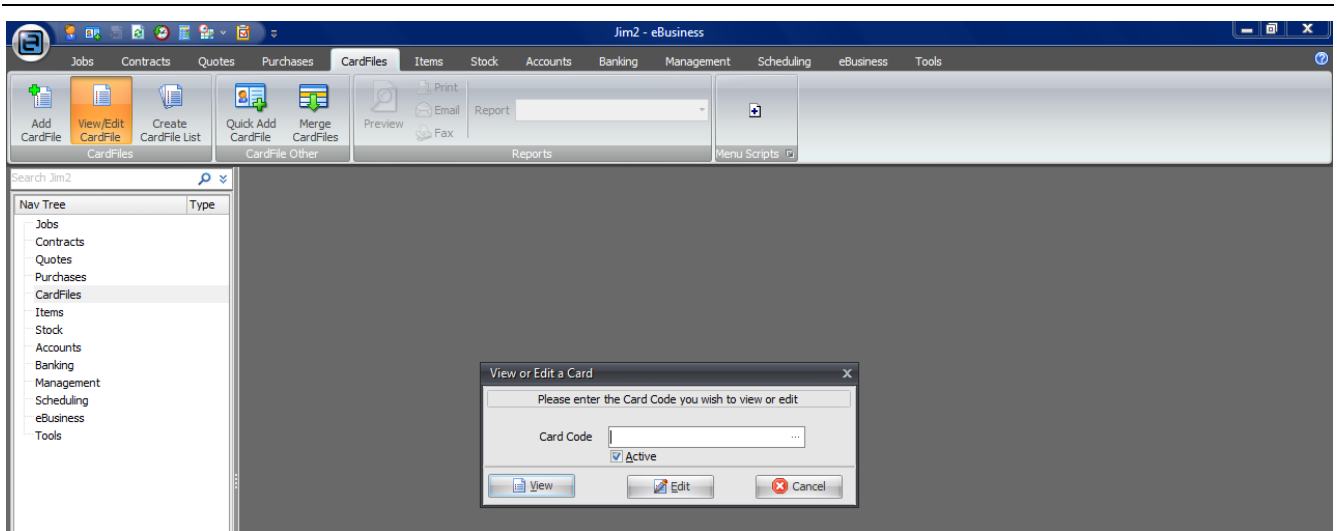 Jim2 - eBusiness
Jobs Contracts Quotes Purchases CardFiles Items Stock Accounts Banking Management Scheduling eBusiness Tools
Add CardFile
View/Edit CardFile
Create CardFile List
CardFiles
Quick Add CardFile
Merge CardFiles
CardFile Other
Preview
Print
Email
Fax
Report
Reports
Menu Scripts
Search Jim2
Nav Tree Type
Jobs
Contracts
Quotes
Purchases
CardFiles
Items
Stock
Accounts
Banking
Management
Scheduling
eBusiness
Tools
View or Edit a Card x
Please enter the Card Code you wish to view or edit
Card Code ...
Active
View Edit Cancel